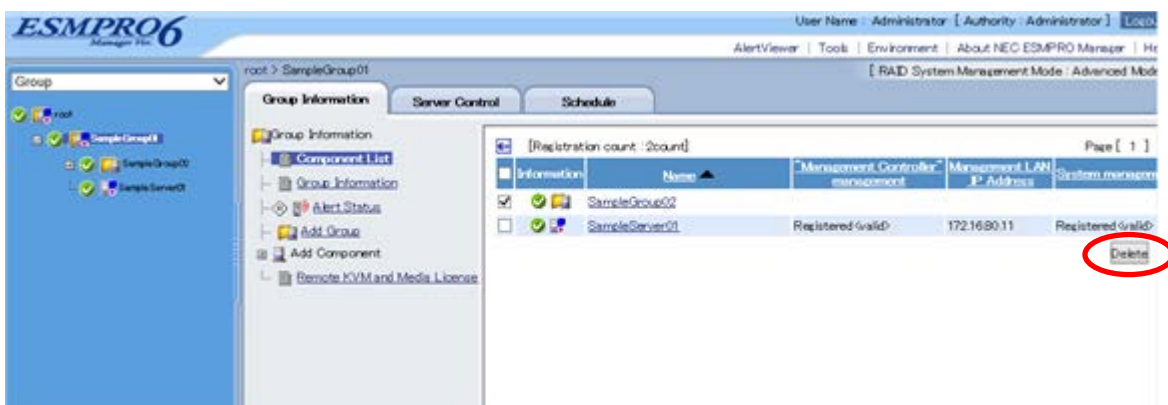 ESMPRO6
Manager Ver.
User Name : Administrator [ Authority : Administrator ] Logou
AlertViewer | Tools | Environment | About NEC ESMPRO Manager | He
Group
root > SampleGroup01
[ RAID System Management Mode : Advanced Mode
root
SampleGroup01
SampleGroup02
SampleServer01
Group Information
Server Control
Schedule
Group Information
Component List
Group Information
Alert Status
Add Group
Add Component
Remote KVM and Media License
[Registration count : 2count]
Page [ 1 ]
Information
Name ▲
"Management Controller" management
Management LAN IP Address
System managem
SampleGroup02
SampleServer01
Registered(valid)
172.16.80.11
Registered(valid)
Delete